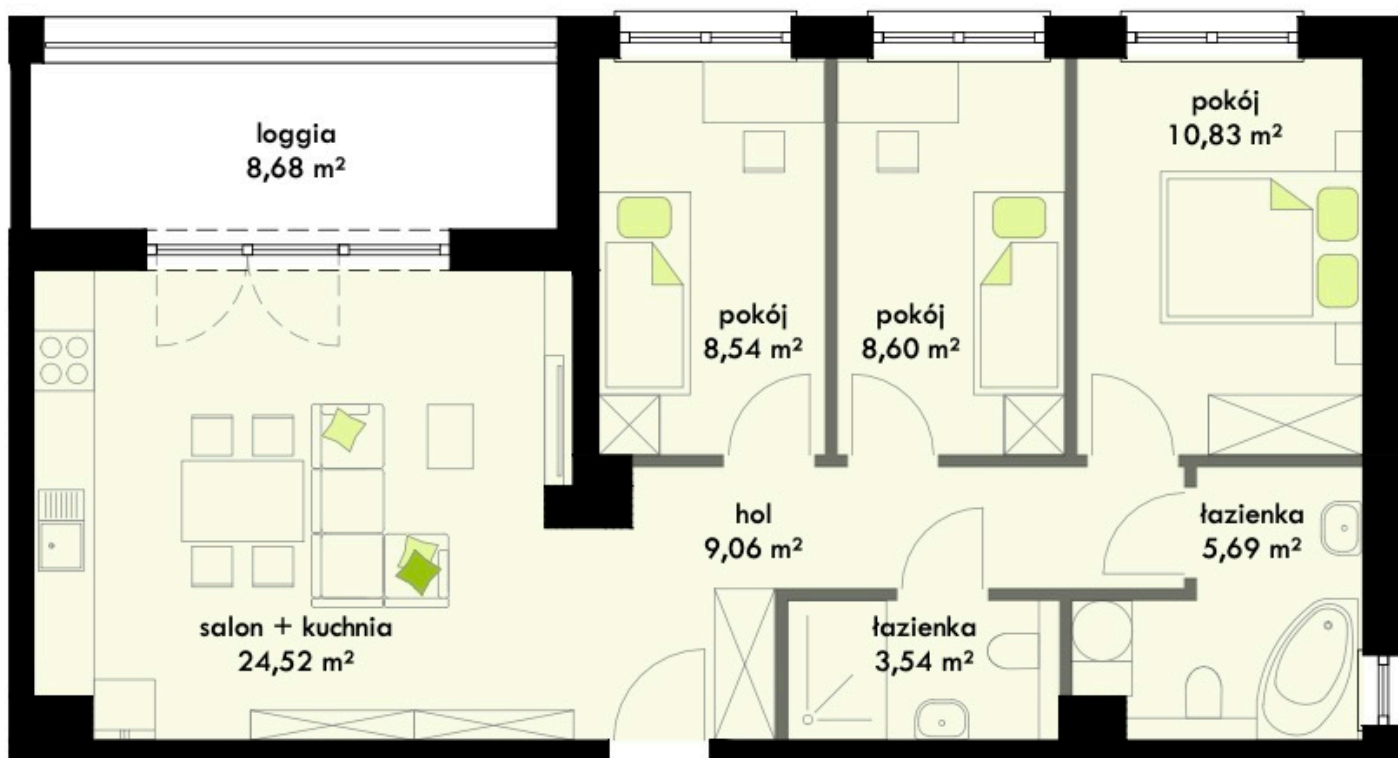 loggia
8,68 m²
pokój
10,83 m²
pokój
8,54 m²
pokój
8,60 m²
hol
9,06 m²
łazienka
5,69 m²
salon + kuchnia
24,52 m²
łazienka
3,54 m²